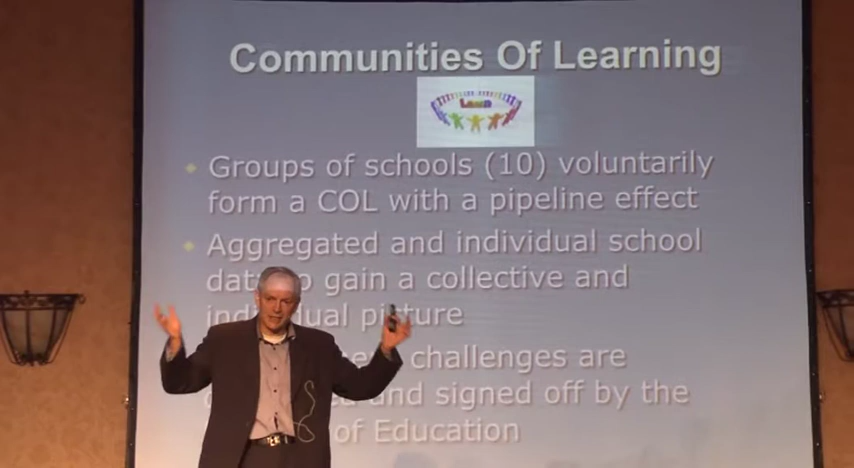 Communities Of Learning
Learn
Groups of schools (10) voluntarily
form a COL with a pipeline effect
Aggregated and individual school
gain a collective and
challenges are
and signed off by the
of Education